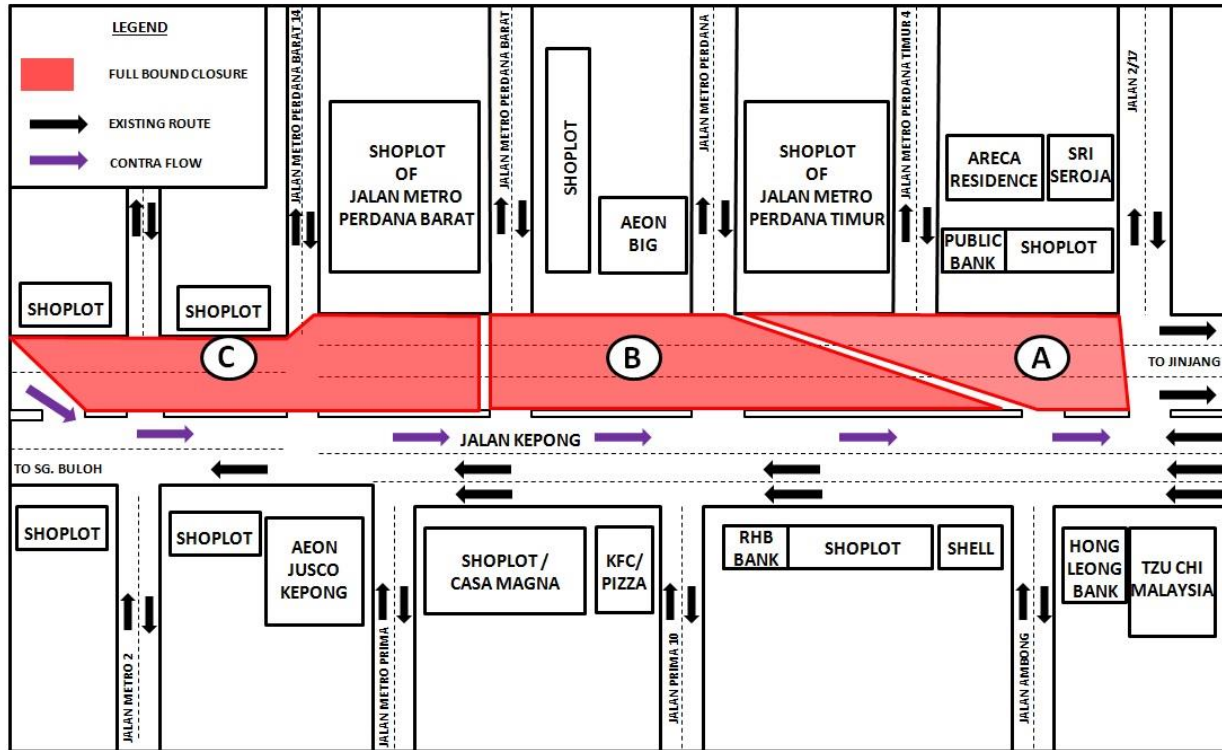 LEGEND
FULL BOUND CLOSURE
EXISTING ROUTE
CONTRA FLOW
JALAN METRO PERDANA BARAT 14
JALAN METRO PERDANA BARAT
JALAN METRO PERDANA
JALAN METRO PERDANA TIMUR 4
JALAN 2/17
SHOPLOT
OF
JALAN METRO
PERDANA BARAT
SHOPLOT
AEON
BIG
SHOPLOT
OF
JALAN METRO
PERDANA TIMUR
ARECA
RESIDENCE
SRI
SEROJA
PUBLIC
BANK
SHOPLOT
SHOPLOT
SHOPLOT
C
B
A
TO JINJANG
JALAN KEPONG
TO SG. BULOH
SHOPLOT
SHOPLOT
AEON
JUSCO
KEPONG
SHOPLOT /
CASA MAGNA
KFC/
PIZZA
RHB
BANK
SHOPLOT
SHELL
HONG
LEONG
BANK
TZU CHI
MALAYSIA
JALAN METRO 2
JALAN METRO PRIMA
JALAN PRIMA 10
JALAN AMBONG